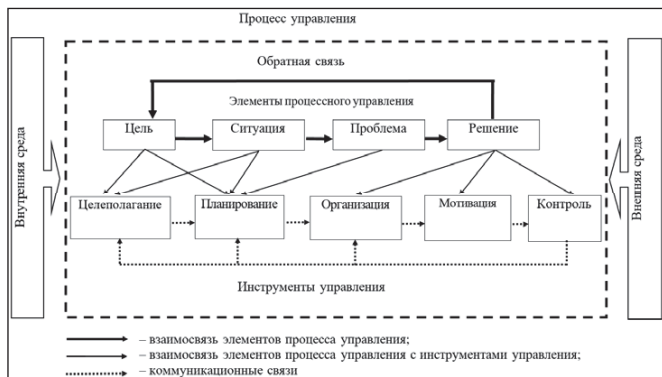 Процесс управления
Обратная связь
Элементы процессного управления
Цель
Ситуация
Проблема
Решение
Внутренняя среда
Внешняя среда
Целеполагание
Планирование
Организация
Мотивация
Контроль
Инструменты управления
– взаимосвязь элементов процесса управления;
– взаимосвязь элементов процесса управления с инструментами управления;
– коммуникационные связи